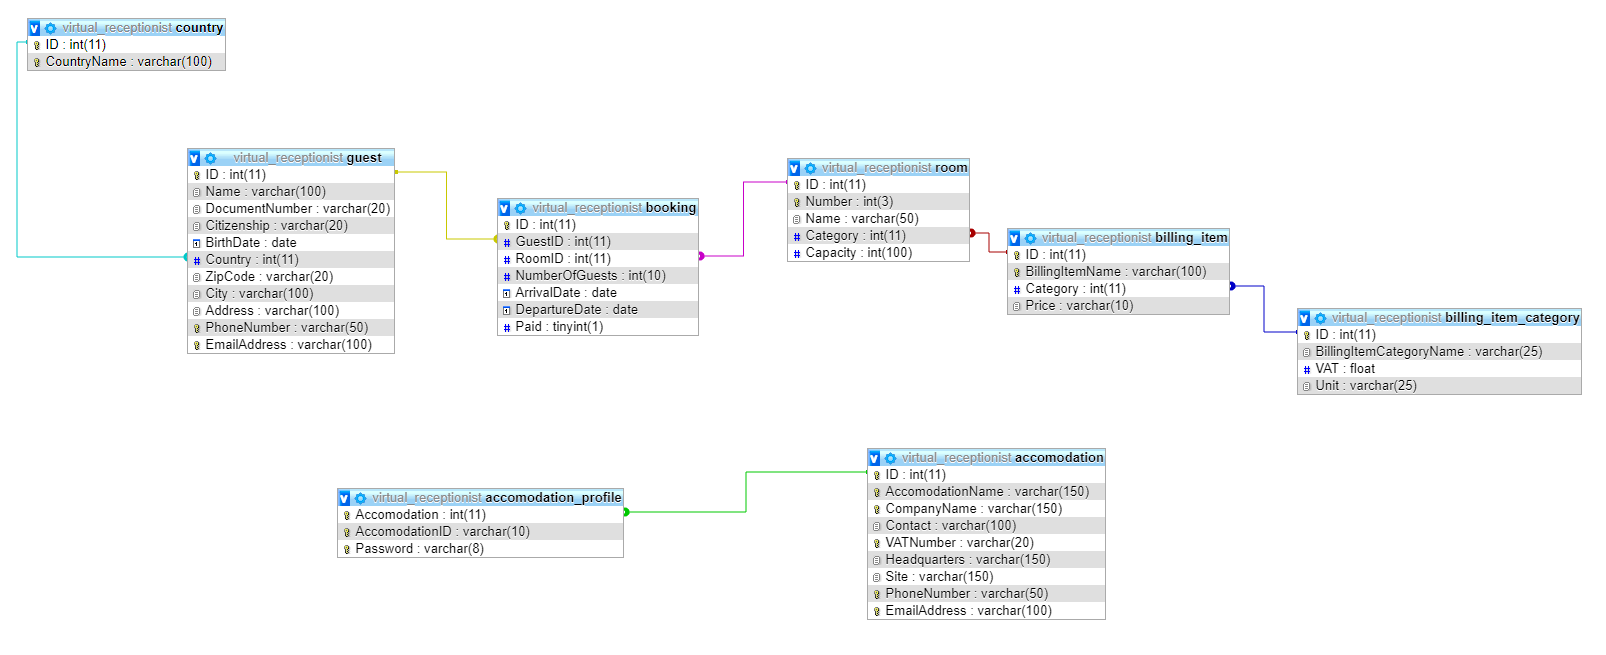 virtual_receptionist country
ID : int(11)
CountryName : varchar(100)
virtual_receptionist guest
ID : int(11)
Name : varchar(100)
DocumentNumber : varchar(20)
Citizenship : varchar(20)
BirthDate : date
Country : int(11)
ZipCode : varchar(20)
City : varchar(100)
Address : varchar(100)
PhoneNumber : varchar(50)
EmailAddress : varchar(100)
virtual_receptionist booking
ID : int(11)
GuestID : int(11)
RoomID : int(11)
NumberOfGuests : int(10)
ArrivalDate : date
DepartureDate : date
Paid : tinyint(1)
virtual_receptionist room
ID : int(11)
Number : int(3)
Name : varchar(50)
Category : int(11)
Capacity : int(100)
virtual_receptionist billing_item
ID : int(11)
BillingItemName : varchar(100)
Category : int(11)
Price : varchar(10)
virtual_receptionist billing_item_category
ID : int(11)
BillingItemCategoryName : varchar(25)
VAT : float
Unit : varchar(25)
virtual_receptionist accomodation_profile
Accomodation : int(11)
AccomodationID : varchar(10)
Password : varchar(8)
virtual_receptionist accomodation
ID : int(11)
AccomodationName : varchar(150)
CompanyName : varchar(150)
Contact : varchar(100)
VATNumber : varchar(20)
Headquarters : varchar(150)
Site : varchar(150)
PhoneNumber : varchar(50)
EmailAddress : varchar(100)